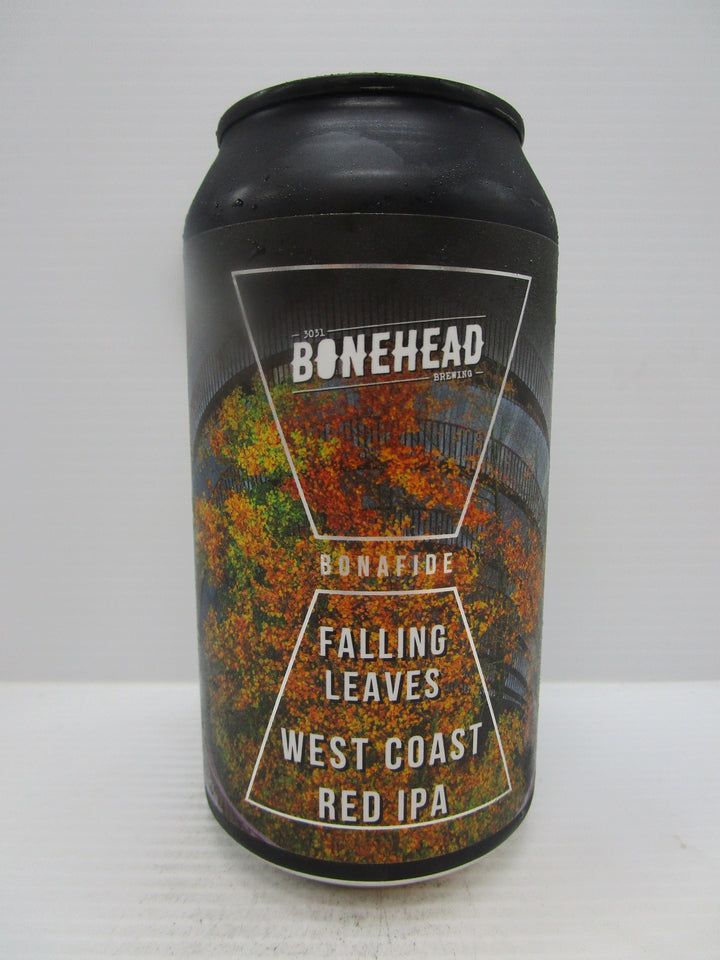 3031
BONEHEAD
BREWING
BONAFIDE
FALLING
LEAVES
WEST COAST
RED IPA